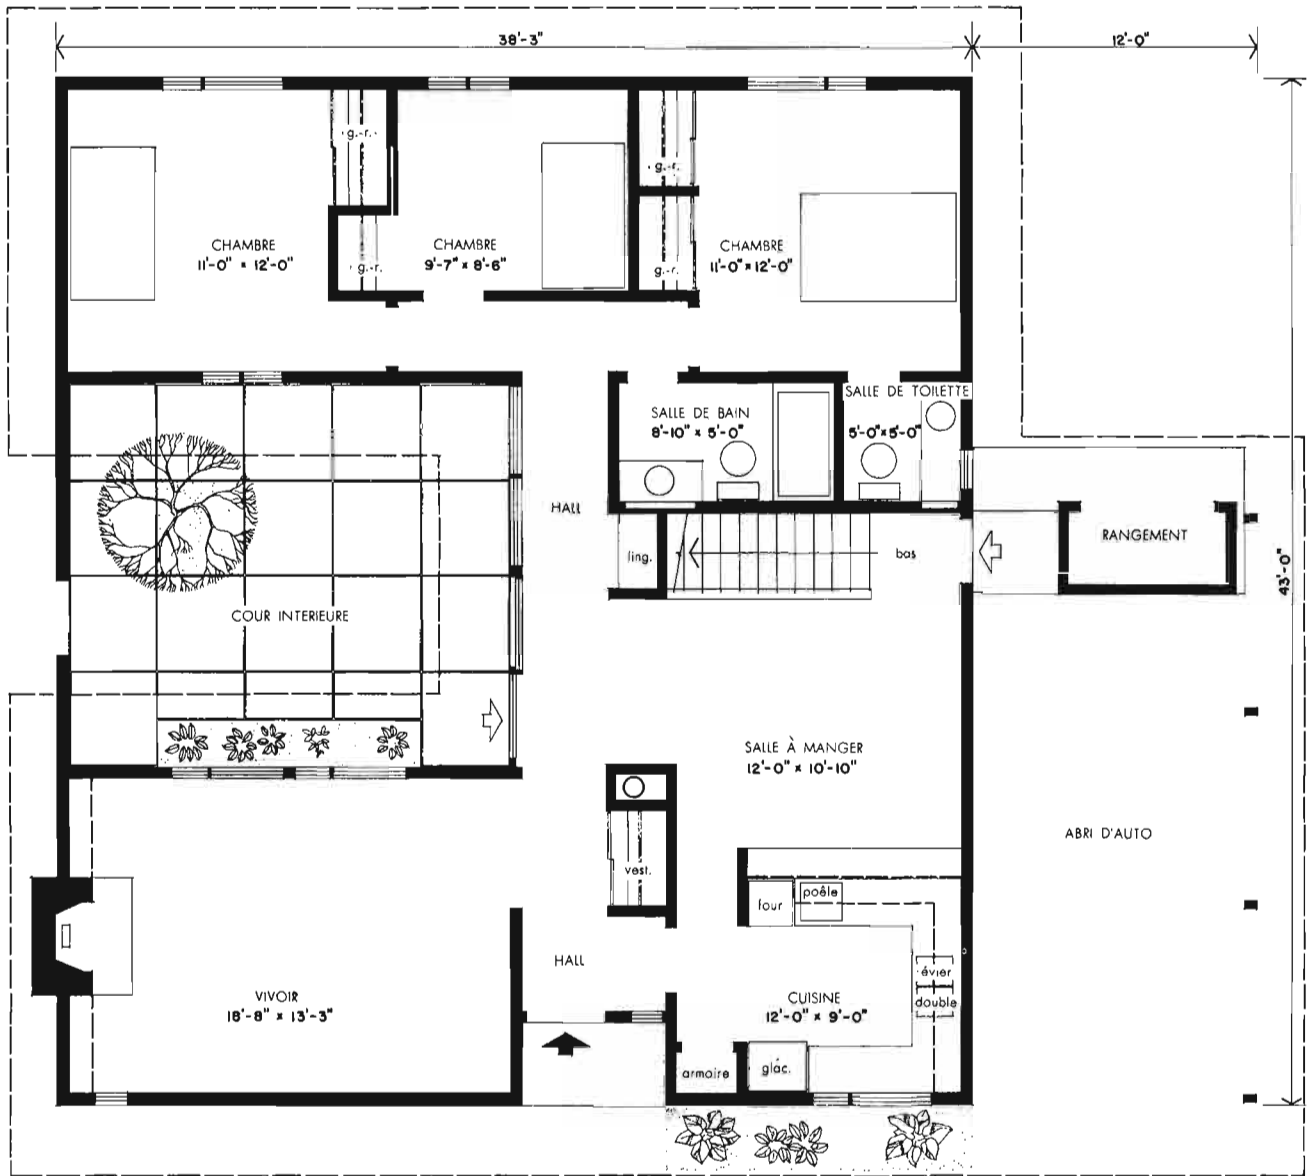 38'-3"
12'-0"
g.-r.
g.-r.
CHAMBRE
11'-0" × 12'-0"
CHAMBRE
9'-7" × 8'-6"
CHAMBRE
11'-0" × 12'-0"
g.-r.
g.-r.
SALLE DE TOILETTE
5'-0" × 5'-0"
SALLE DE BAIN
8'-10" × 5'-0"
HALL
ling.
bas
RANGEMENT
43'-0"
COUR INTERIEURE
SALLE À MANGER
12'-0" × 10'-10"
ABRI D'AUTO
vest.
four
poêle
HALL
évier
double
VIVOIR
18'-8" × 13'-3"
CUISINE
12'-0" × 9'-0"
armoire
glác.